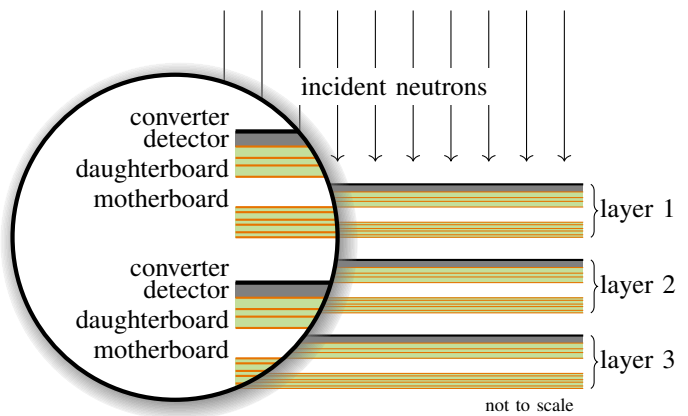 incident neutrons
converter
detector
daughterboard
motherboard
layer 1
converter
detector
daughterboard
motherboard
layer 2
layer 3
not to scale